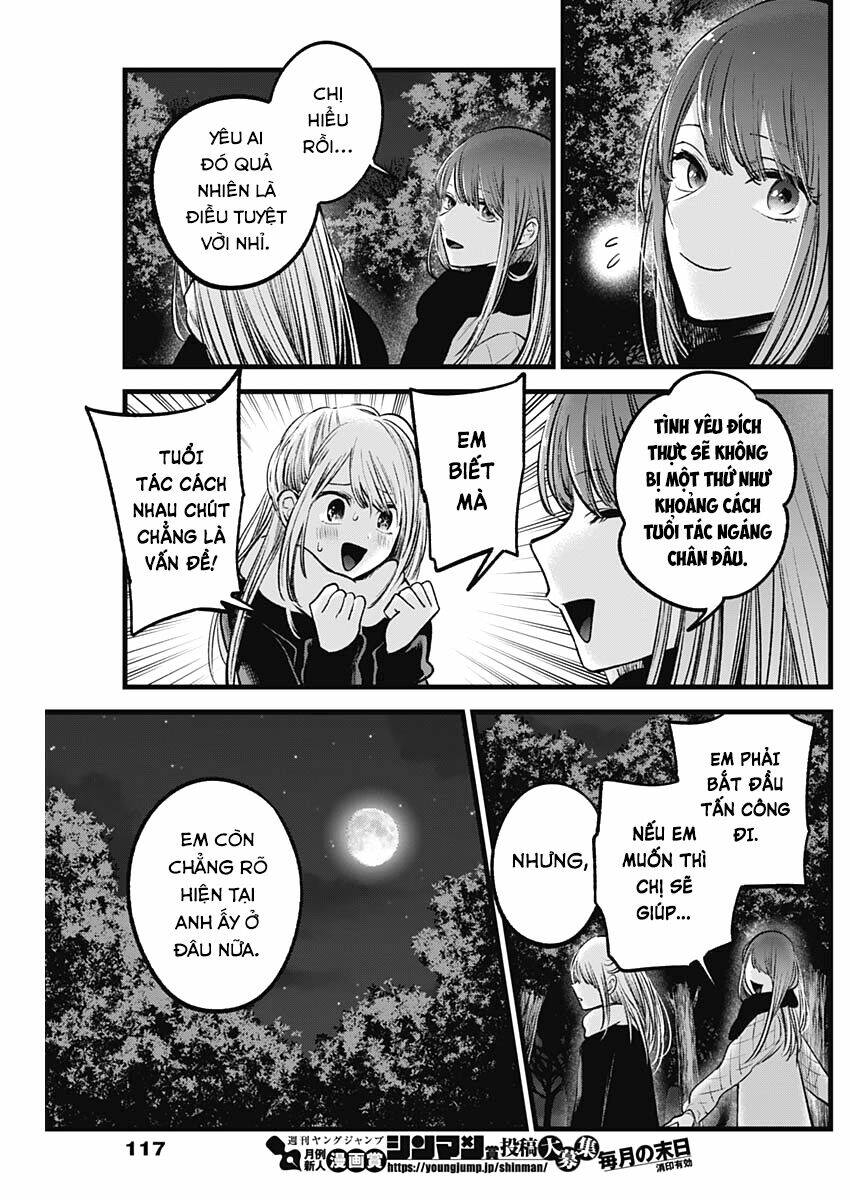 CHỊ
HIỂU
RỒI...
YÊU AI
ĐÓ QUẢ
NHIÊN LÀ
ĐIỀU TUYỆT
VỜI NHỈ.
TÌNH YÊU ĐÍCH
THỰC SẼ KHÔNG
BỊ MỘT THỨ NHƯ
KHOẢNG CÁCH
TUỔI TÁC NGÁNG
CHÂN ĐÂU.
EM
BIẾT
MÀ
TUỔI
TÁC CÁCH
NHAU CHÚT
CHẲNG LÀ
VẤN ĐỀ!
EM PHẢI
BẮT ĐẦU
TẤN CÔNG
ĐI.
NẾU EM
MUỐN THÌ
CHỊ SẼ
GIÚP...
NHƯNG,
EM CÒN
CHẲNG RÕ
HIỆN TẠI
ANH ẤY Ở
ĐÂU NỮA.
117
週刊ヤングジャンプ
月例
新人
漫画賞
シンマン賞投稿大募集
https://youngjump.jp/shinman/
毎月の末日
消印有効